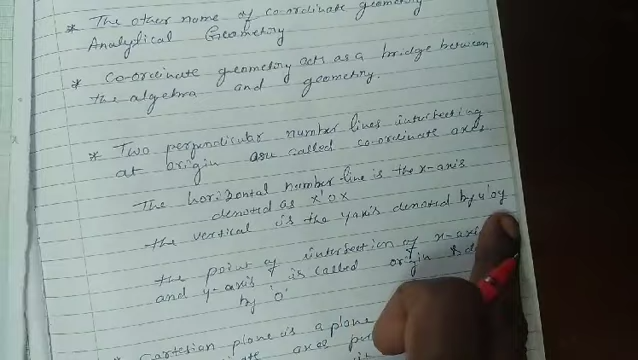 * The other name of co-ordinate geometry
Analytical Geometry
* Co-ordinate geometry acts as a bridge between
the algebra and geometry.
* Two perpendicular number lines intersecting
at origin are called co-ordinate axes
The horizontal number line is the x-axis
denoted as x'ox
the vertical is the y axis denoted by y'oy
the point of intersection of x-axis
and y-axis is called origin &
by 'o'
* Cartesian plane is a plane
axes